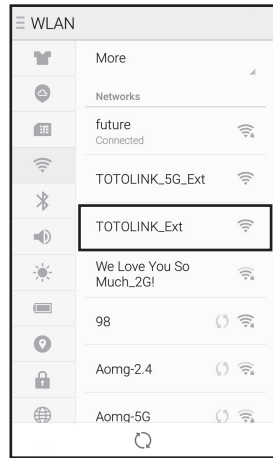 WLAN
More
Networks
future
Connected
TOTOLINK_5G_Ext
TOTOLINK_Ext
We Love You So
Much_2G!
98
Aomg-2.4
Aomg-5G